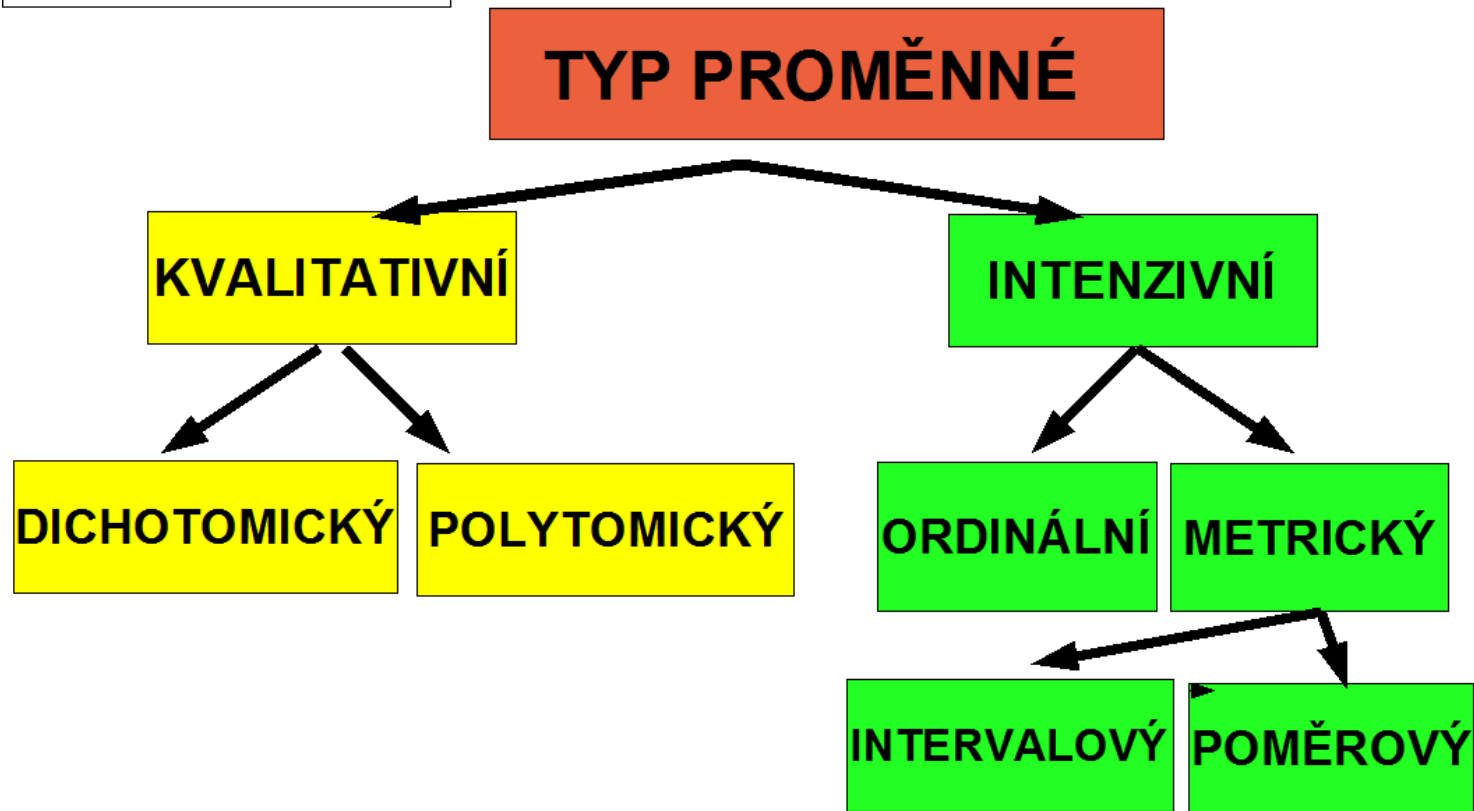 TYP PROMĚNNÉ
KVALITATIVNÍ
INTENZIVNÍ
DICHOTOMICKÝ
POLYTOMICKÝ
ORDINÁLNÍ
METRICKÝ
INTERVALOVÝ
POMĚROVÝ